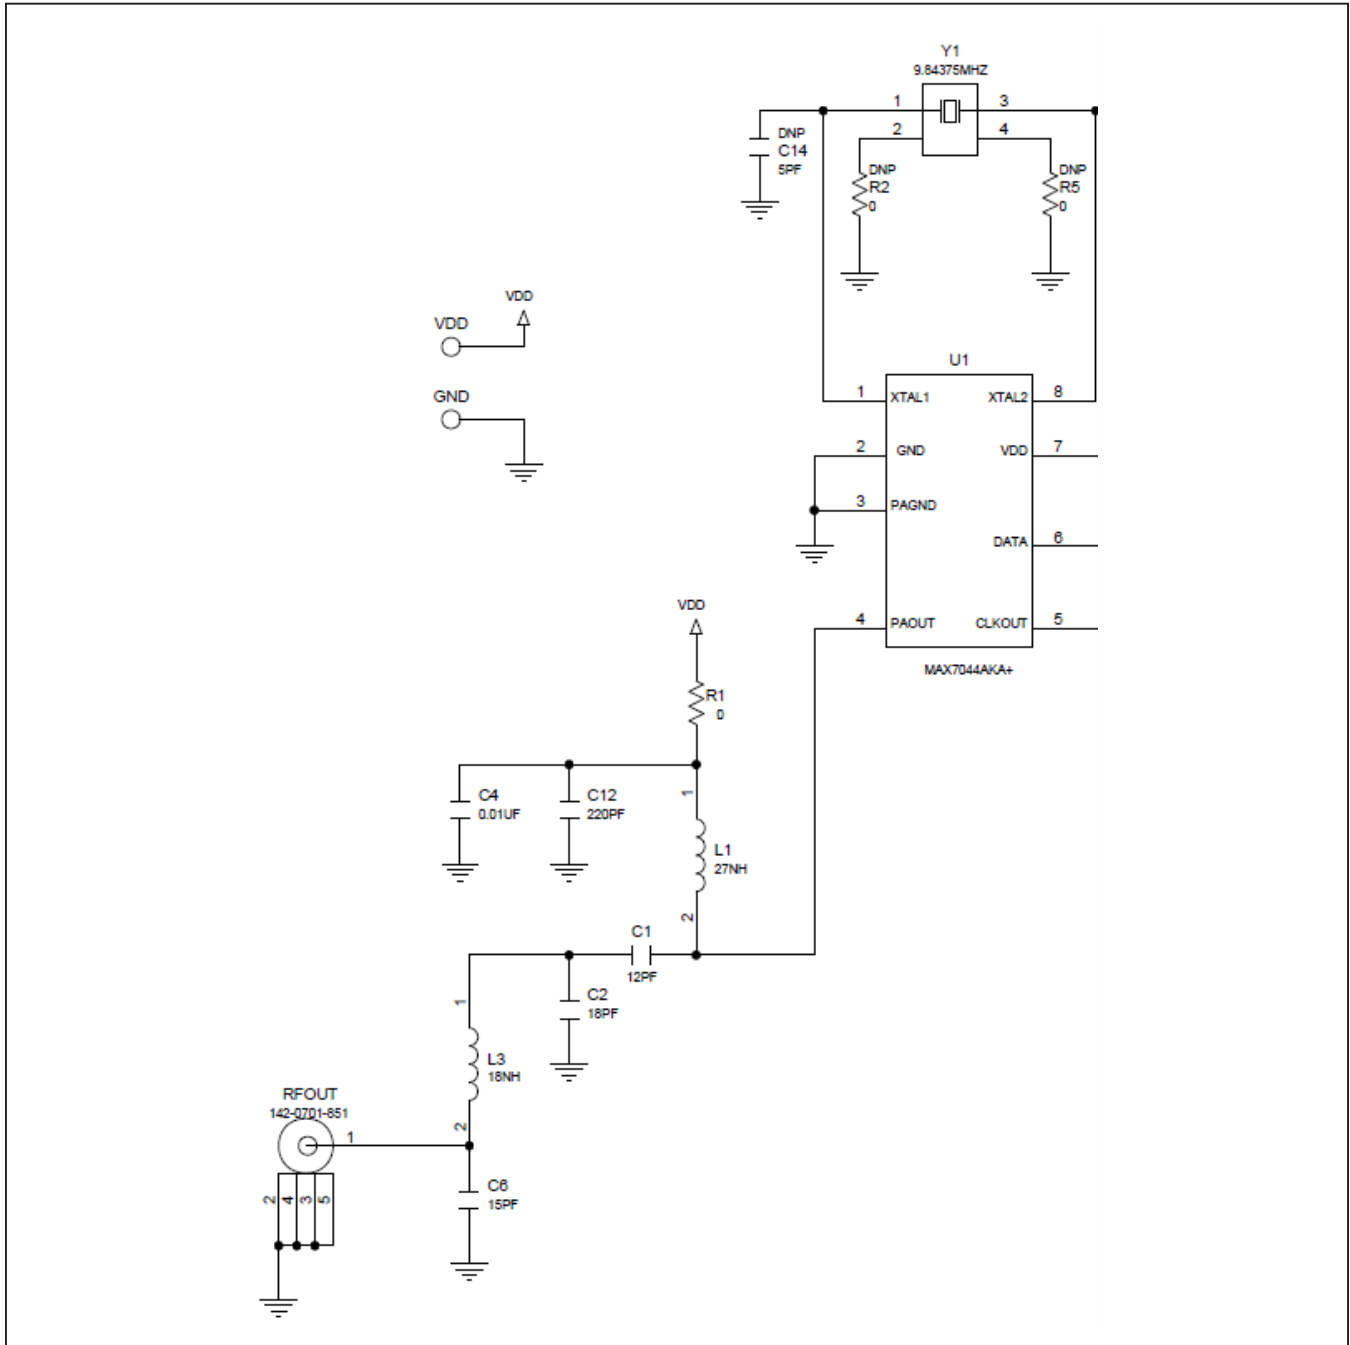 Y1
9.84375MHZ
1
3
2
4
DNP
C14
5PF
DNP
R2
0
DNP
R5
0
VDD
VDD
GND
U1
1
XTAL1
XTAL2
8
2
GND
VDD
7
3
PAGND
DATA
6
4
PAOUT
CLKOUT
5
MAX7044AKA+
VDD
R1
0
C4
0.01UF
C12
220PF
1
L1
27NH
2
C1
12PF
C2
18PF
1
L3
18NH
2
RFOUT
142-0701-851
1
2
4
3
5
C6
15PF